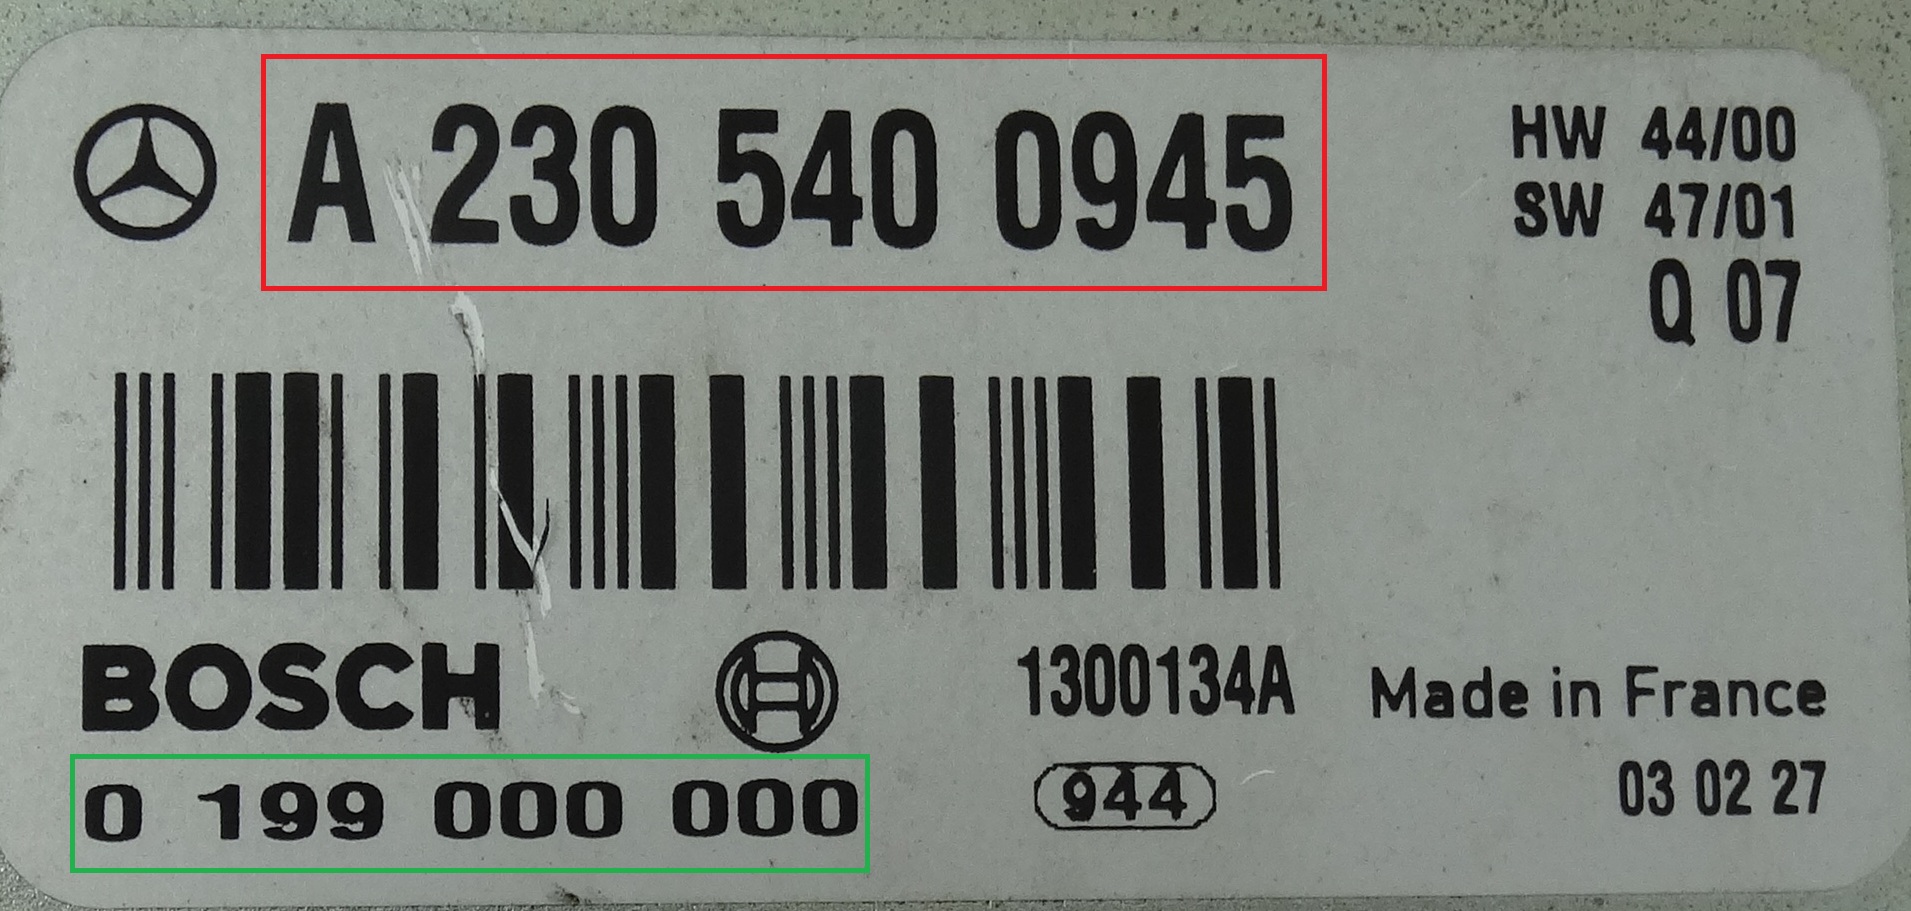 A 230 540 0945
HW 44/00
SW 47/01
Q 07
BOSCH
1300134A
Made in France
0 199 000 000
944
03 02 27